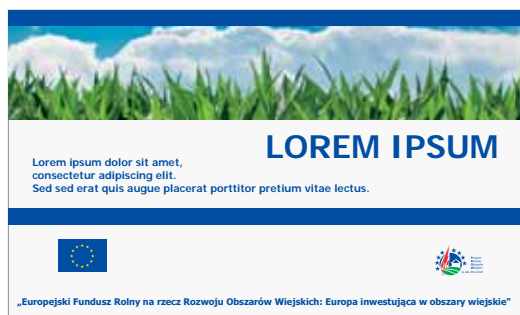 LOREM IPSUM
Lorem ipsum dolor sit amet,
consectetur adipiscing elit.
Sed sed erat quis augue placerat porttitor pretium vitae lectus.
„Europejski Fundusz Rolny na rzecz Rozwoju Obszarów Wiejskich: Europa inwestująca w obszary wiejskie"